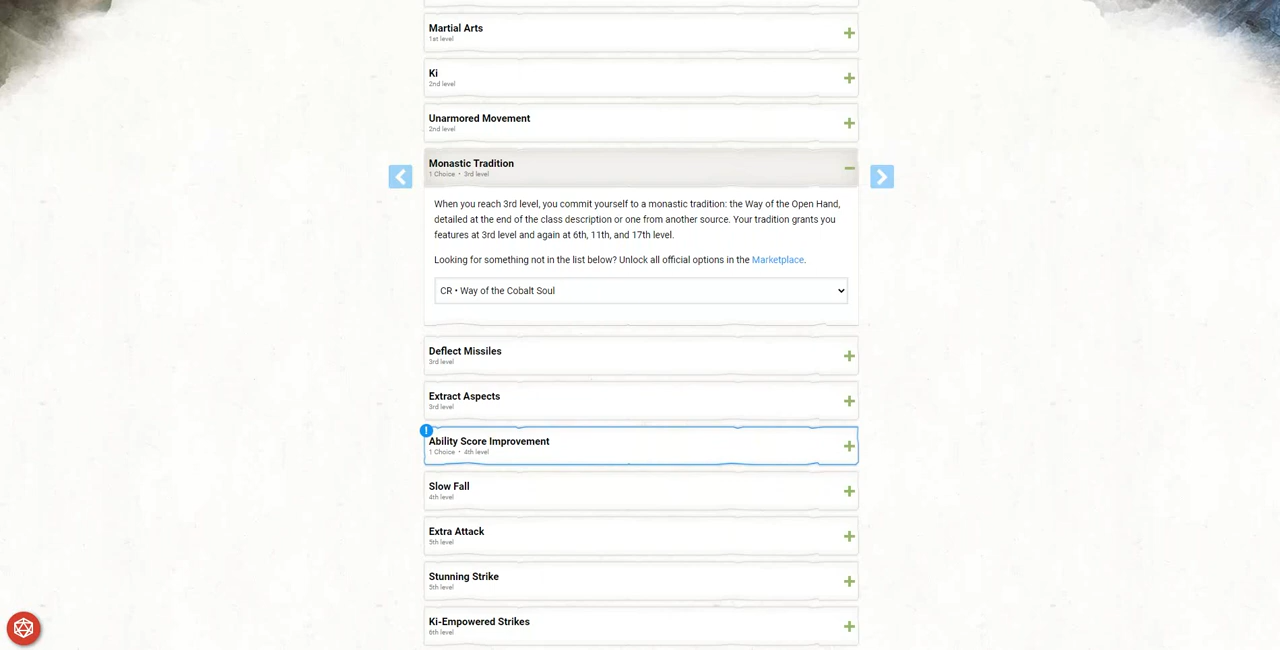 Martial Arts
1st level
Ki
2nd level
Unarmored Movement
2nd level
Monastic Tradition
1 Choice • 3rd level
When you reach 3rd level, you commit yourself to a monastic tradition: the Way of the Open Hand,
detailed at the end of the class description or one from another source. Your tradition grants you
features at 3rd level and again at 6th, 11th, and 17th level.
Looking for something not in the list below? Unlock all official options in the Marketplace.
CR • Way of the Cobalt Soul
Deflect Missiles
3rd level
Extract Aspects
3rd level
!
Ability Score Improvement
1 Choice • 4th level
Slow Fall
4th level
Extra Attack
5th level
Stunning Strike
5th level
Ki-Empowered Strikes
6th level